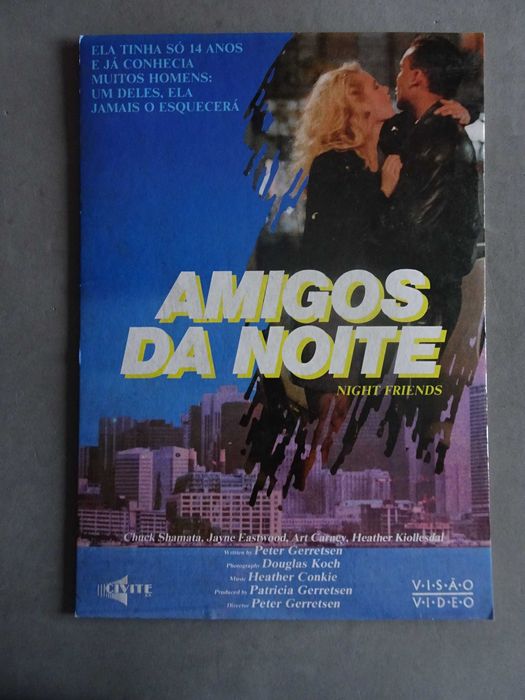 ELA TINHA SÓ 14 ANOS
E JÁ CONHECIA
MUITOS HOMENS:
UM DELES, ELA
JAMAIS O ESQUECERÁ
AMIGOS
DA NOITE
NIGHT FRIENDS
Chuck Shamata, Jayne Eastwood, Art Carney, Heather Kiollesdal
Written by Peter Gerretsen
Photography Douglas Koch
Music Heather Conkie
Produced by Patricia Gerretsen
Director Peter Gerretsen
CIVITE
VISÃO
VIDEO